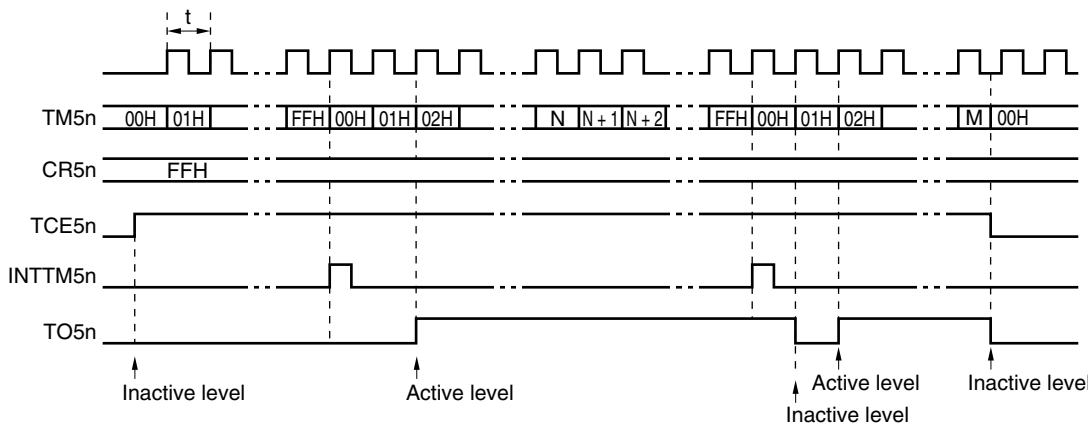 t
TM5n 00H 01H FFH 00H 01H 02H N N + 1 N + 2 FFH 00H 01H 02H M 00H
CR5n FFH
TCE5n
INTTM5n
TO5n
Inactive level Active level Active level Inactive level
Inactive level